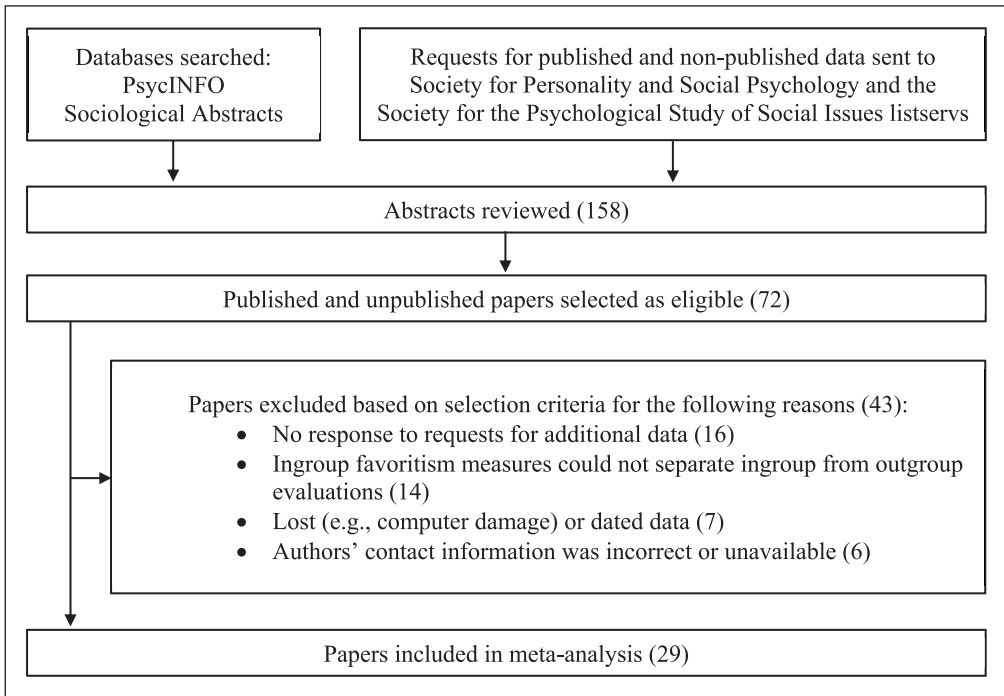 Databases searched:
PsycINFO
Sociological Abstracts
Requests for published and non-published data sent to
Society for Personality and Social Psychology and the
Society for the Psychological Study of Social Issues listservs
Abstracts reviewed (158)
Published and unpublished papers selected as eligible (72)
Papers excluded based on selection criteria for the following reasons (43):
• No response to requests for additional data (16)
• Ingroup favoritism measures could not separate ingroup from outgroup
evaluations (14)
• Lost (e.g., computer damage) or dated data (7)
• Authors’ contact information was incorrect or unavailable (6)
Papers included in meta-analysis (29)